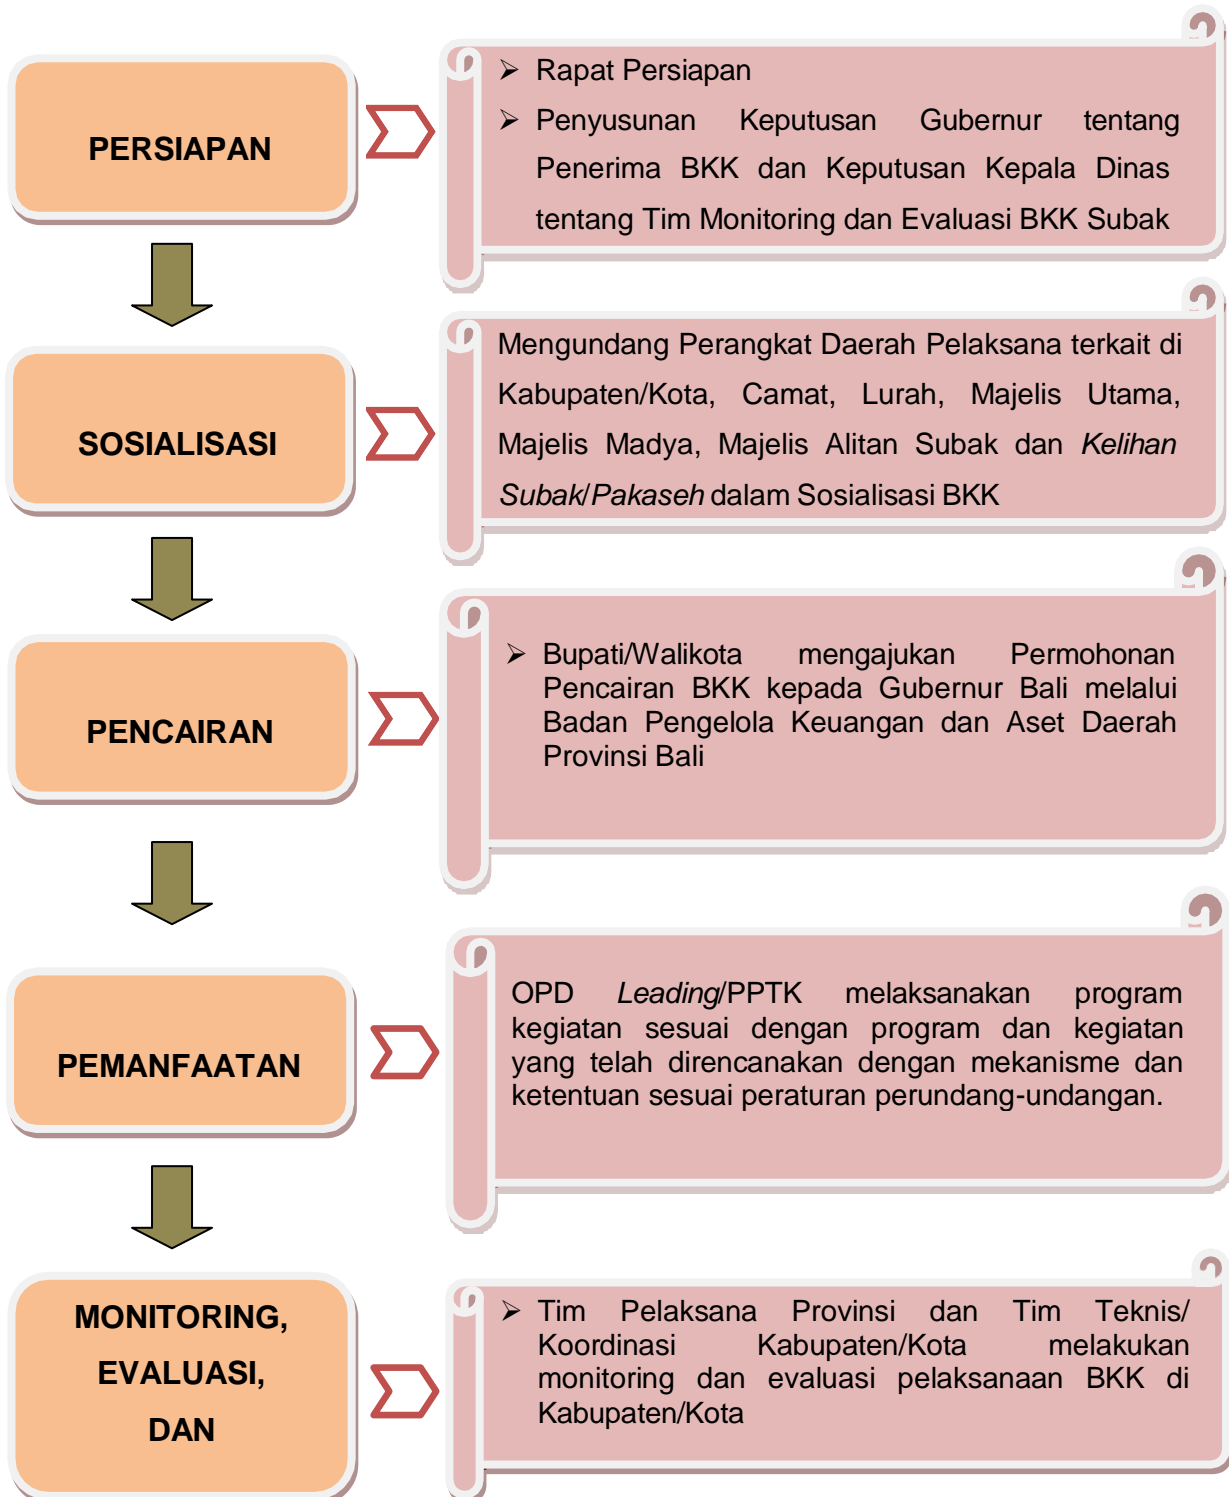 PERSIAPAN
➢ Rapat Persiapan
➢ Penyusunan Keputusan Gubernur tentang
Penerima BKK dan Keputusan Kepala Dinas
tentang Tim Monitoring dan Evaluasi BKK Subak
SOSIALISASI
Mengundang Perangkat Daerah Pelaksana terkait di
Kabupaten/Kota, Camat, Lurah, Majelis Utama,
Majelis Madya, Majelis Alitan Subak dan Kelihan
Subak/Pakaseh dalam Sosialisasi BKK
PENCAIRAN
➢ Bupati/Walikota mengajukan Permohonan
Pencairan BKK kepada Gubernur Bali melalui
Badan Pengelola Keuangan dan Aset Daerah
Provinsi Bali
PEMANFAATAN
OPD Leading/PPTK melaksanakan program
kegiatan sesuai dengan program dan kegiatan
yang telah direncanakan dengan mekanisme dan
ketentuan sesuai peraturan perundang-undangan.
MONITORING,
EVALUASI,
DAN
➢ Tim Pelaksana Provinsi dan Tim Teknis/
Koordinasi Kabupaten/Kota melakukan
monitoring dan evaluasi pelaksanaan BKK di
Kabupaten/Kota